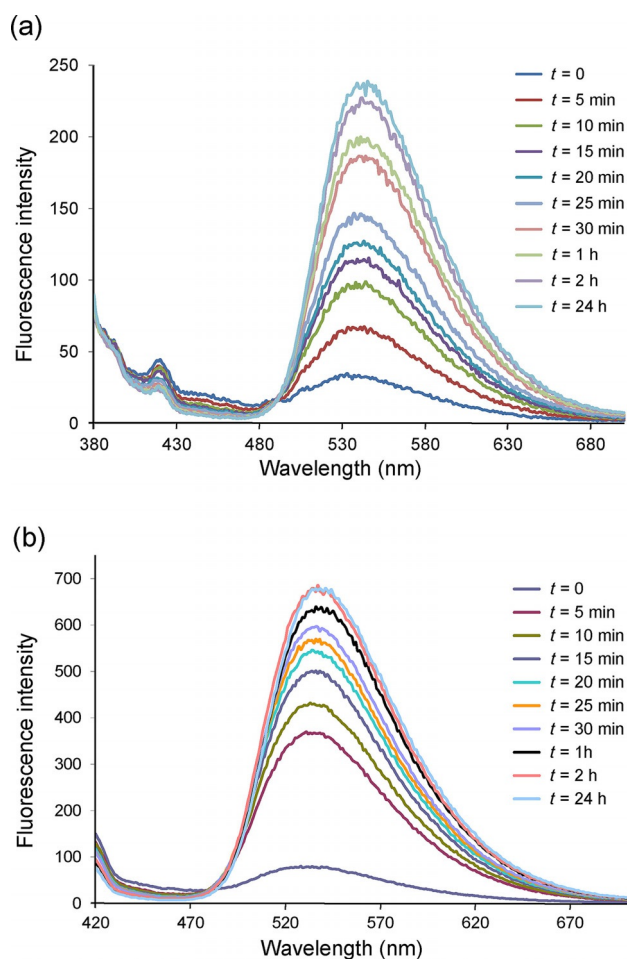 (a)
Fluorescence intensity
250
200
150
100
50
0
380 430 480 530 580 630 680
Wavelength (nm)
t = 0
t = 5 min
t = 10 min
t = 15 min
t = 20 min
t = 25 min
t = 30 min
t = 1 h
t = 2 h
t = 24 h
(b)
Fluorescence intensity
700
600
500
400
300
200
100
0
420 470 520 570 620 670
Wavelength (nm)
t = 0
t = 5 min
t = 10 min
t = 15 min
t = 20 min
t = 25 min
t = 30 min
t = 1h
t = 2 h
t = 24 h